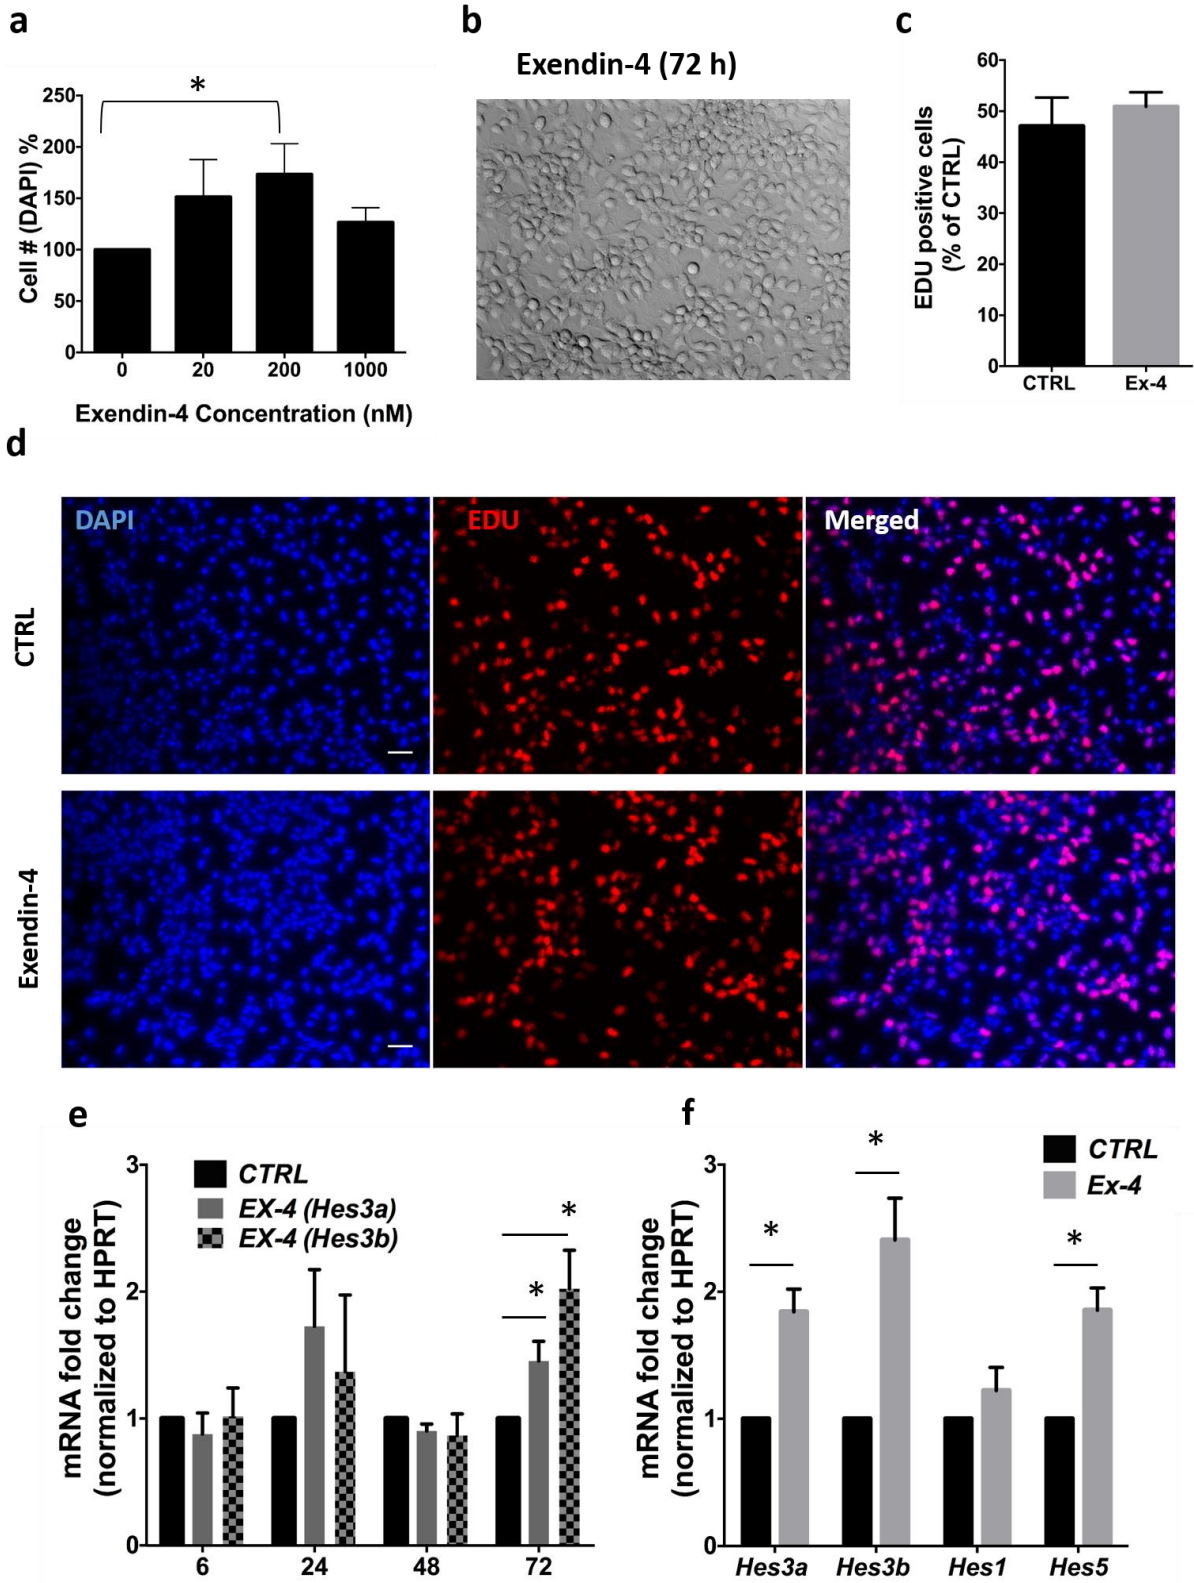 a
Cell # (DAPI) %
250
200
150
100
50
0
*
0 20 200 1000
Exendin-4 Concentration (nM)
b
Exendin-4 (72 h)
c
EDU positive cells
(% of CTRL)
60
50
40
30
20
10
0
CTRL Ex-4
d
DAPI EDU Merged
CTRL
Exendin-4
e
mRNA fold change
(normalized to HPRT)
3
2
1
0
CTRL
EX-4 (Hes3a)
EX-4 (Hes3b)
*
*
6 24 48 72
f
mRNA fold change
(normalized to HPRT)
3
2
1
0
CTRL
Ex-4
*
*
*
Hes3a Hes3b Hes1 Hes5